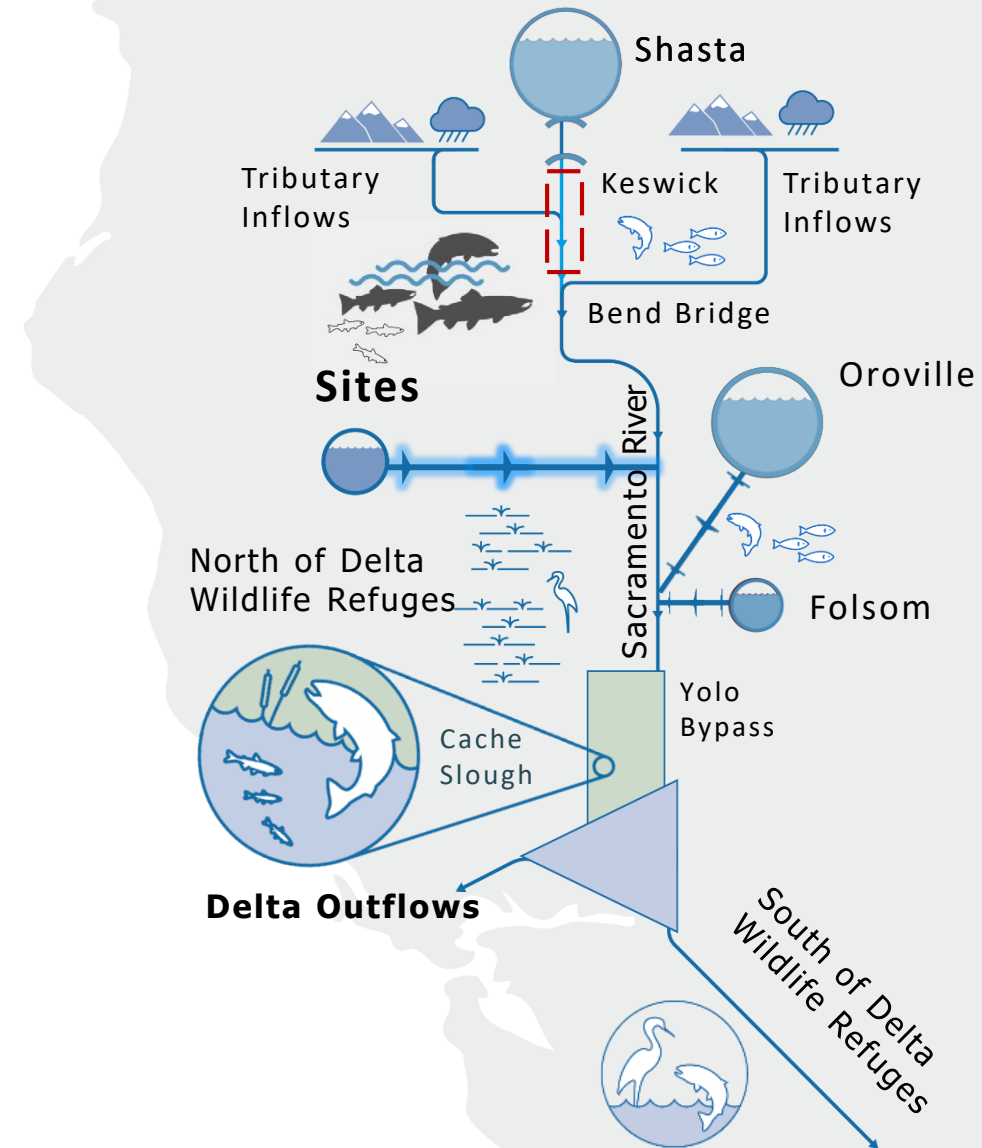 Shasta
Tributary
Inflows
Keswick
Tributary
Inflows
Bend Bridge
Sites
Oroville
Sacramento River
North of Delta
Wildlife Refuges
Folsom
Yolo
Bypass
Cache
Slough
Delta Outflows
South of Delta
Wildlife Refuges